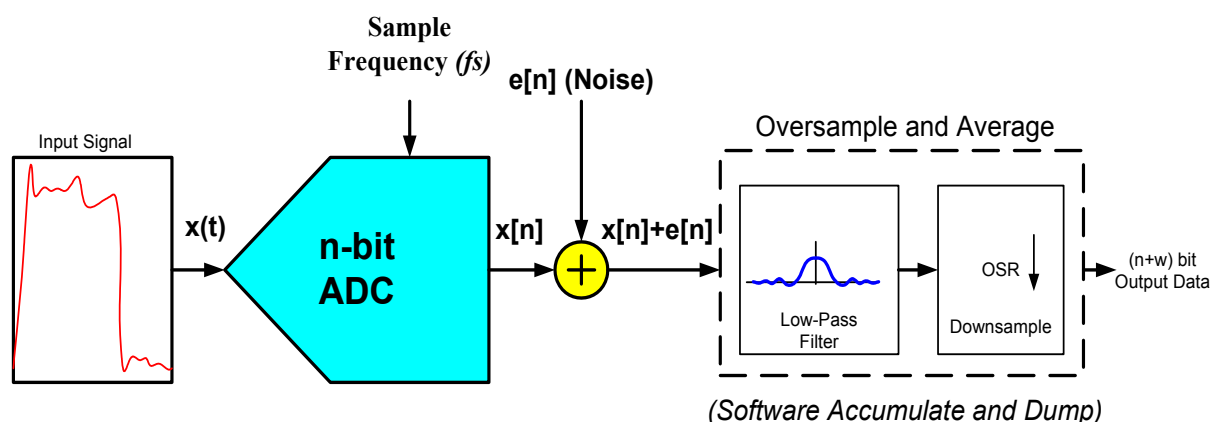 Sample
Frequency (fs)
e[n] (Noise)
Input Signal
Oversample and Average
x(t)
n-bit
ADC
x[n]
x[n]+e[n]
Low-Pass
Filter
OSR
Downsample
(n+w) bit
Output Data
(Software Accumulate and Dump)